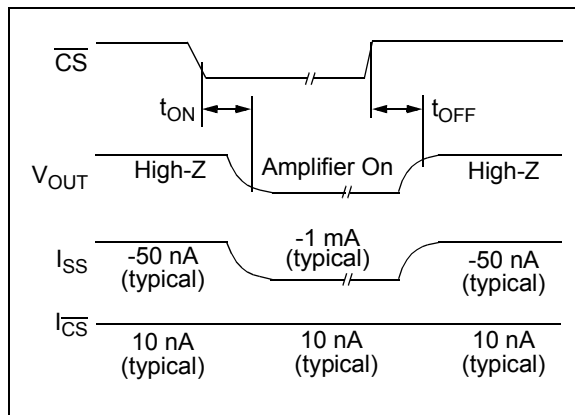 CS
tON
tOFF
VOUT
High-Z
Amplifier On
High-Z
ISS
-50 nA
(typical)
-1 mA
(typical)
-50 nA
(typical)
ICS
10 nA
(typical)
10 nA
(typical)
10 nA
(typical)